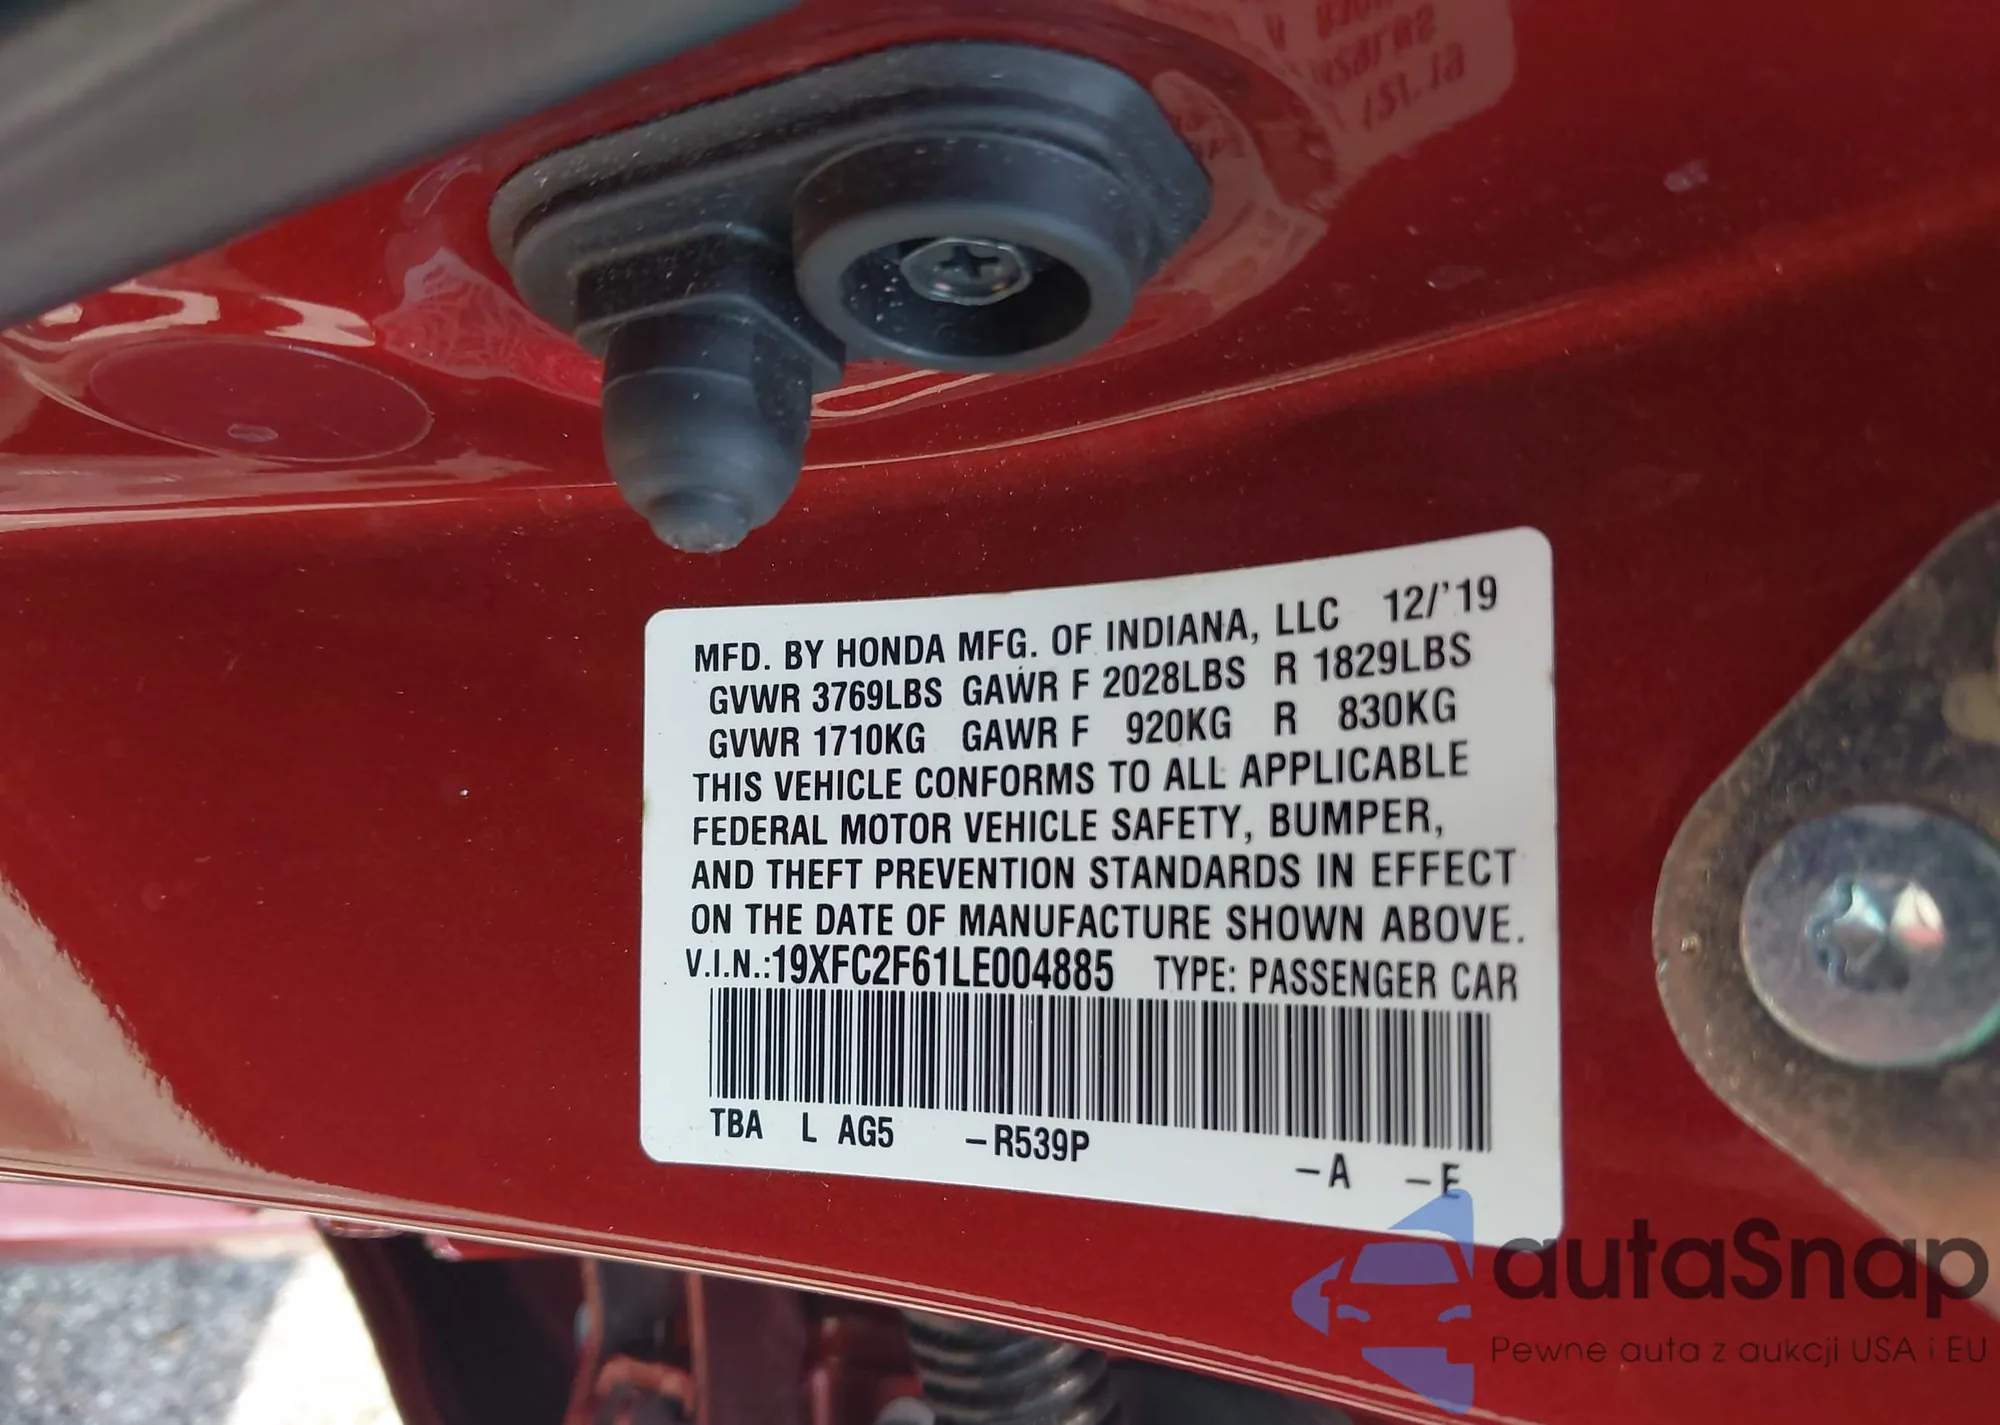 MFD. BY HONDA MFG. OF INDIANA, LLC 12/'19
GVWR 3769LBS GAWR F 2028LBS R 1829LBS
GVWR 1710KG GAWR F 920KG R 830KG
THIS VEHICLE CONFORMS TO ALL APPLICABLE
FEDERAL MOTOR VEHICLE SAFETY, BUMPER,
AND THEFT PREVENTION STANDARDS IN EFFECT
ON THE DATE OF MANUFACTURE SHOWN ABOVE.
V.I.N.:19XFC2F61LE004885 TYPE: PASSENGER CAR
TBA L AG5 –R539P –A –E
autaSnap
Pewne auta z aukcji USA i EU